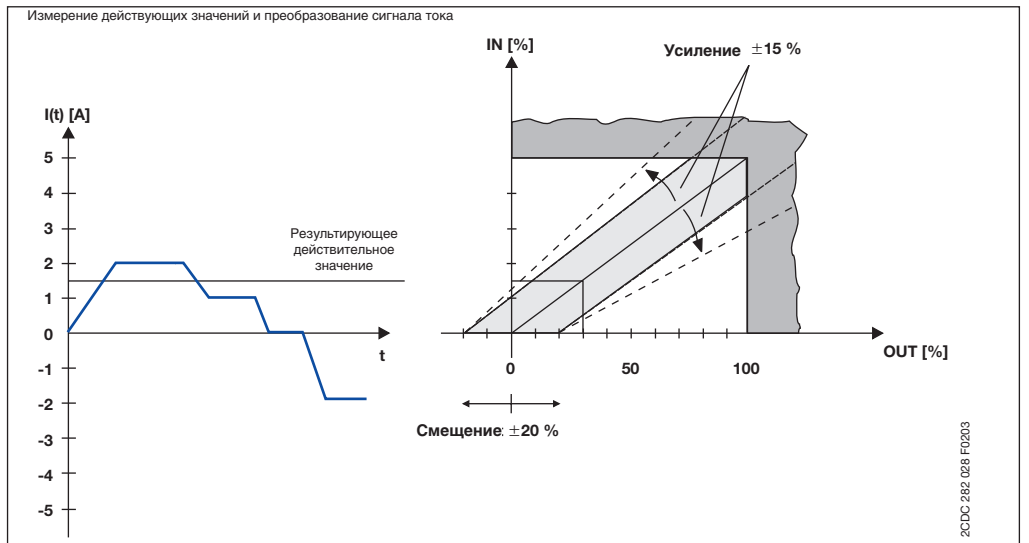 Измерение действующих значений и преобразование сигнала тока
IN [%]
Усиление ±15 %
I(t) [A]
5
4
3
2
1
0
-1
-2
-3
-4
-5
Результирующее
действительное
значение
t
0
50
100
OUT [%]
Смещение: ±20 %
2CDC 282 028 F0203